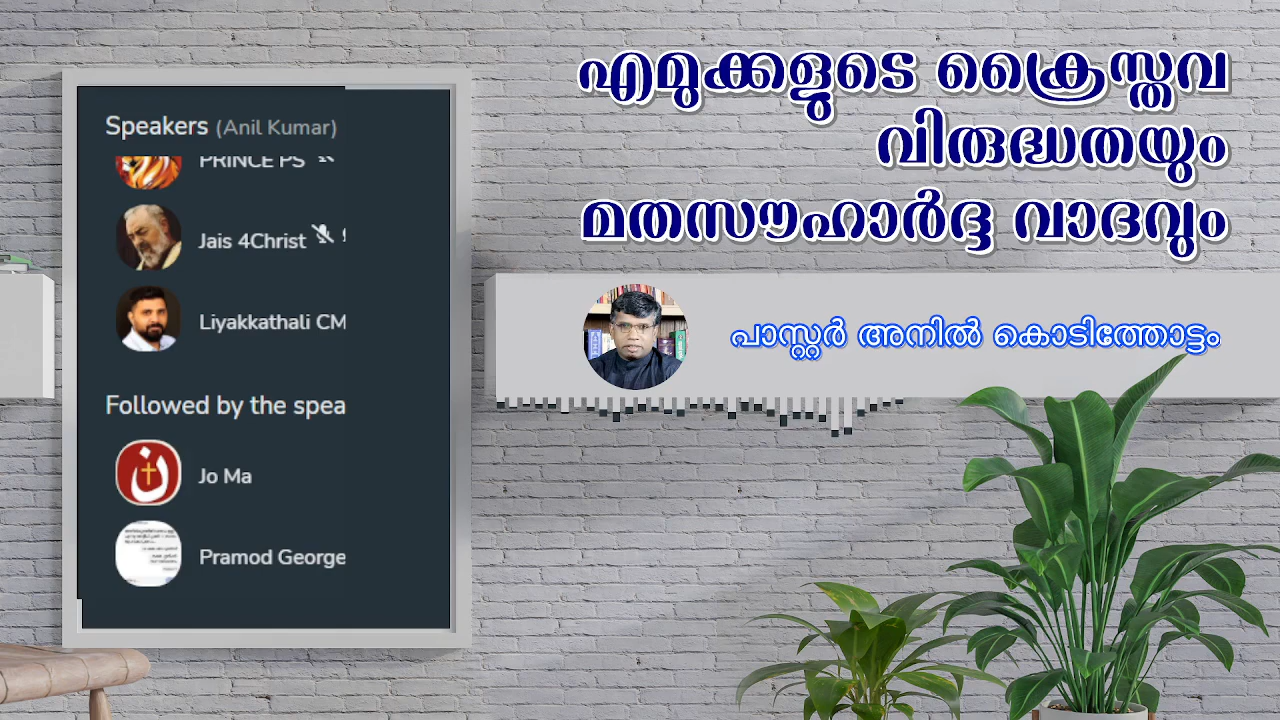 എമുക്കളുടെ ക്രൈസ്തവ
വിരുദ്ധതയും
മതസൗഹാർദ്ദ വാദവും
പാസ്റ്റർ അനിൽ കൊടിത്തോട്ടം
Speakers (Anil Kumar)
PRINCE PS
Jais 4Christ
Liyakkathali CM
Followed by the spea
Jo Ma
Pramod George